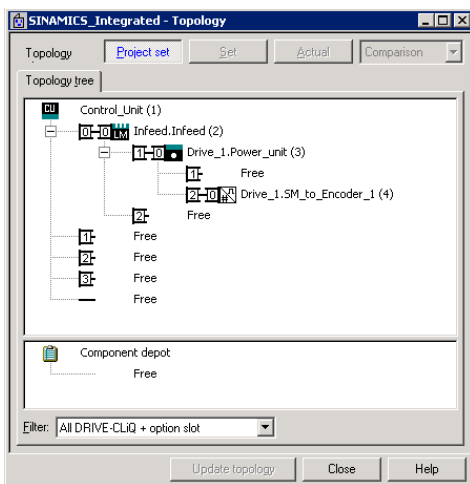 SINAMICS_Integrated - Topology
Topology Project set Set Actual Comparison
Topology tree
CU Control_Unit (1)
0 0 LM Infeed.Infeed (2)
1 0 Drive_1.Power_unit (3)
1 Free
2 0 Drive_1.SM_to_Encoder_1 (4)
2 Free
1 Free
2 Free
3 Free
Free
Component depot
Free
Filter: All DRIVE-CLiQ + option slot
Update topology Close Help